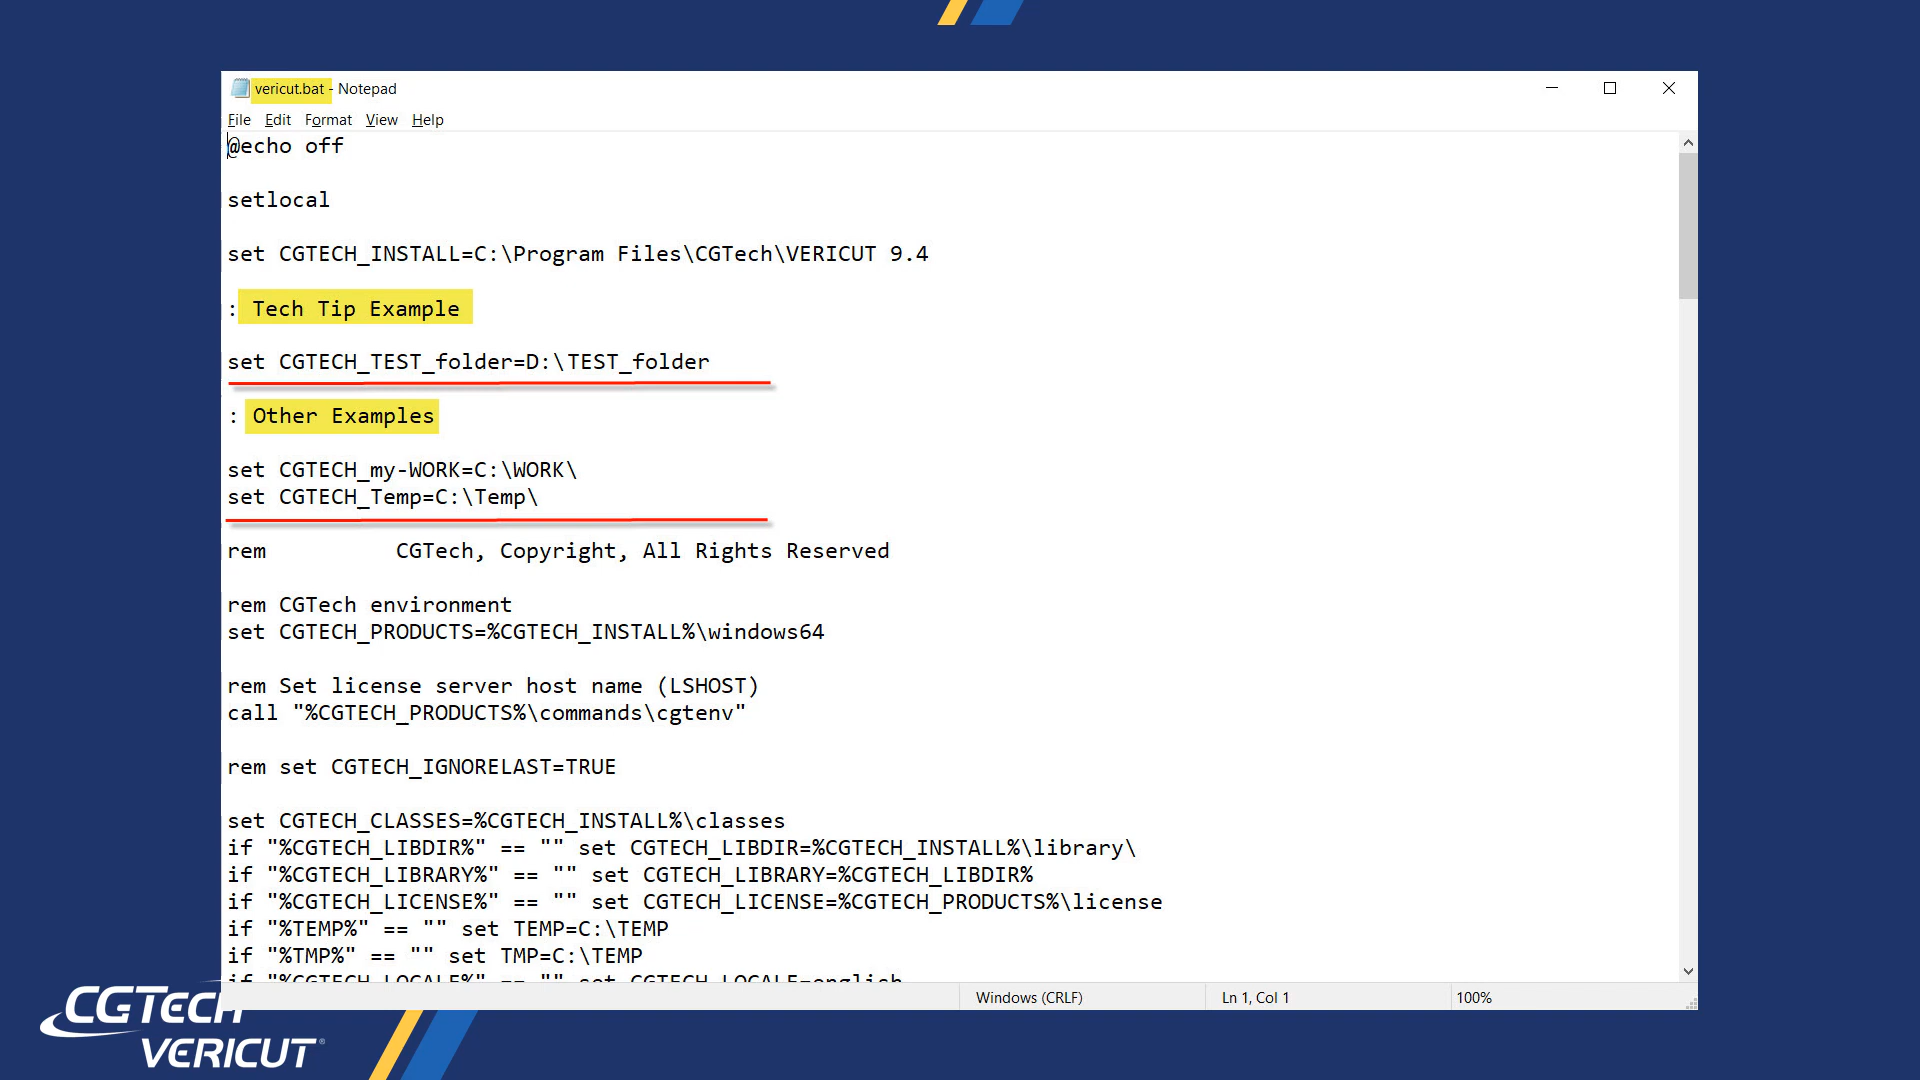 vericut.bat - Notepad
File Edit Format View Help
@echo off
setlocal
set CGTECH_INSTALL=C:\Program Files\CGTech\VERICUT 9.4
: Tech Tip Example
set CGTECH_TEST_folder=D:\TEST_folder
: Other Examples
set CGTECH_my-WORK=C:\WORK\
set CGTECH_Temp=C:\Temp\
rem          CGTech, Copyright, All Rights Reserved
rem CGTech environment
set CGTECH_PRODUCTS=%CGTECH_INSTALL%\windows64
rem Set license server host name (LSHOST)
call "%CGTECH_PRODUCTS%\commands\cgtenv"
rem set CGTECH_IGNORELAST=TRUE
set CGTECH_CLASSES=%CGTECH_INSTALL%\classes
if "%CGTECH_LIBDIR%" == "" set CGTECH_LIBDIR=%CGTECH_INSTALL%\library\
if "%CGTECH_LIBRARY%" == "" set CGTECH_LIBRARY=%CGTECH_LIBDIR%
if "%CGTECH_LICENSE%" == "" set CGTECH_LICENSE=%CGTECH_PRODUCTS%\license
if "%TEMP%" == "" set TEMP=C:\TEMP
if "%TMP%" == "" set TMP=C:\TEMP
if "%CGTECH_LOCALE%" == "" set CGTECH_LOCALE=english
Windows (CRLF) Ln 1, Col 1 100%
CGTECH
VERICUT®